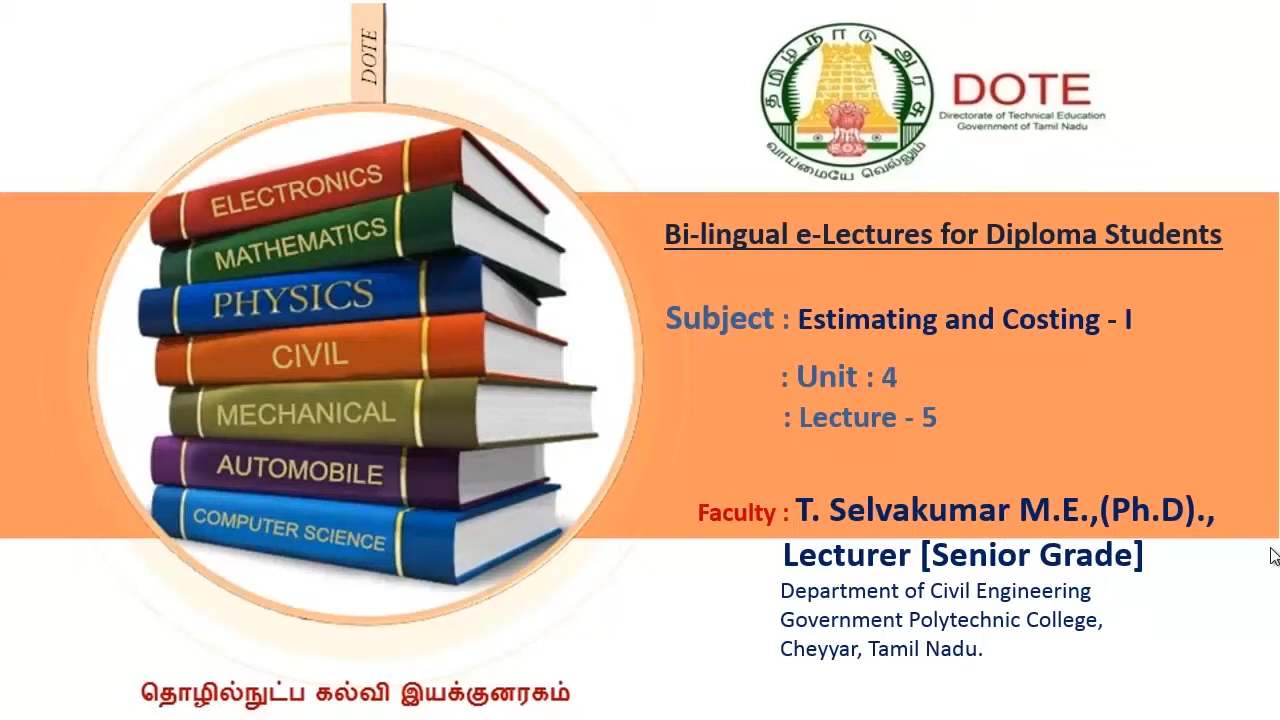 DOTE
தமிழ் நாடு அரசு
வாய்மையே வெல்லும்
DOTE
Directorate of Technical Education
Government of Tamil Nadu
ELECTRONICS
MATHEMATICS
PHYSICS
CIVIL
MECHANICAL
AUTOMOBILE
COMPUTER SCIENCE
Bi-lingual e-Lectures for Diploma Students
Subject : Estimating and Costing - I
: Unit : 4
: Lecture - 5
Faculty : T. Selvakumar M.E.,(Ph.D).,
Lecturer [Senior Grade]
Department of Civil Engineering
Government Polytechnic College,
Cheyyar, Tamil Nadu.
தொழில்நுட்ப கல்வி இயக்குனரகம்